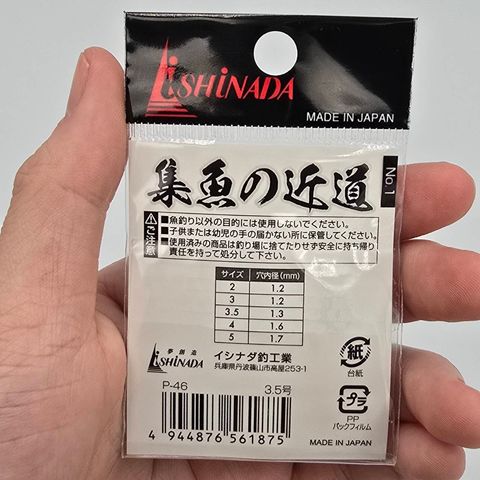 iSHiNADA
MADE IN JAPAN
集魚の近道
No.1
ご注意
■魚釣り以外の目的には使用しないでください。
■子供または幼児の手の届かない所に保管してください。
■使用済みの商品は釣り場に捨てたりせず安全に持ち帰り
責任を持って処分して下さい。
サイズ 穴内径(mm)
2 1.2
3 1.2
3.5 1.3
4 1.6
5 1.7
夢創造
iSHiNADA
イシナダ釣工業
兵庫県丹波篠山市高屋253-1
紙
台紙
P-46 3.5号
4 944876 561875
プラ
PP
パックフィルム
MADE IN JAPAN